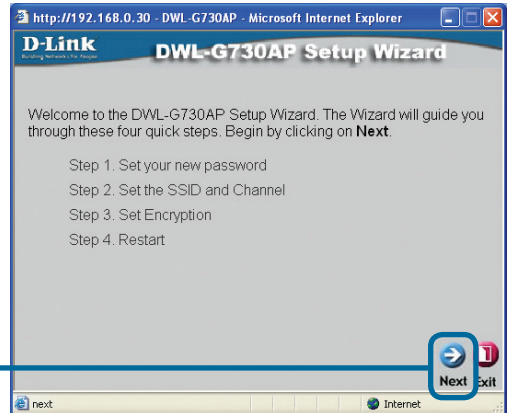 http://192.168.0.30 - DWL-G730AP - Microsoft Internet Explorer
D-Link
Building Networks for People
DWL-G730AP Setup Wizard
Welcome to the DWL-G730AP Setup Wizard. The Wizard will guide you
through these four quick steps. Begin by clicking on Next.
Step 1. Set your new password
Step 2. Set the SSID and Channel
Step 3. Set Encryption
Step 4. Restart
Next Exit
next
Internet